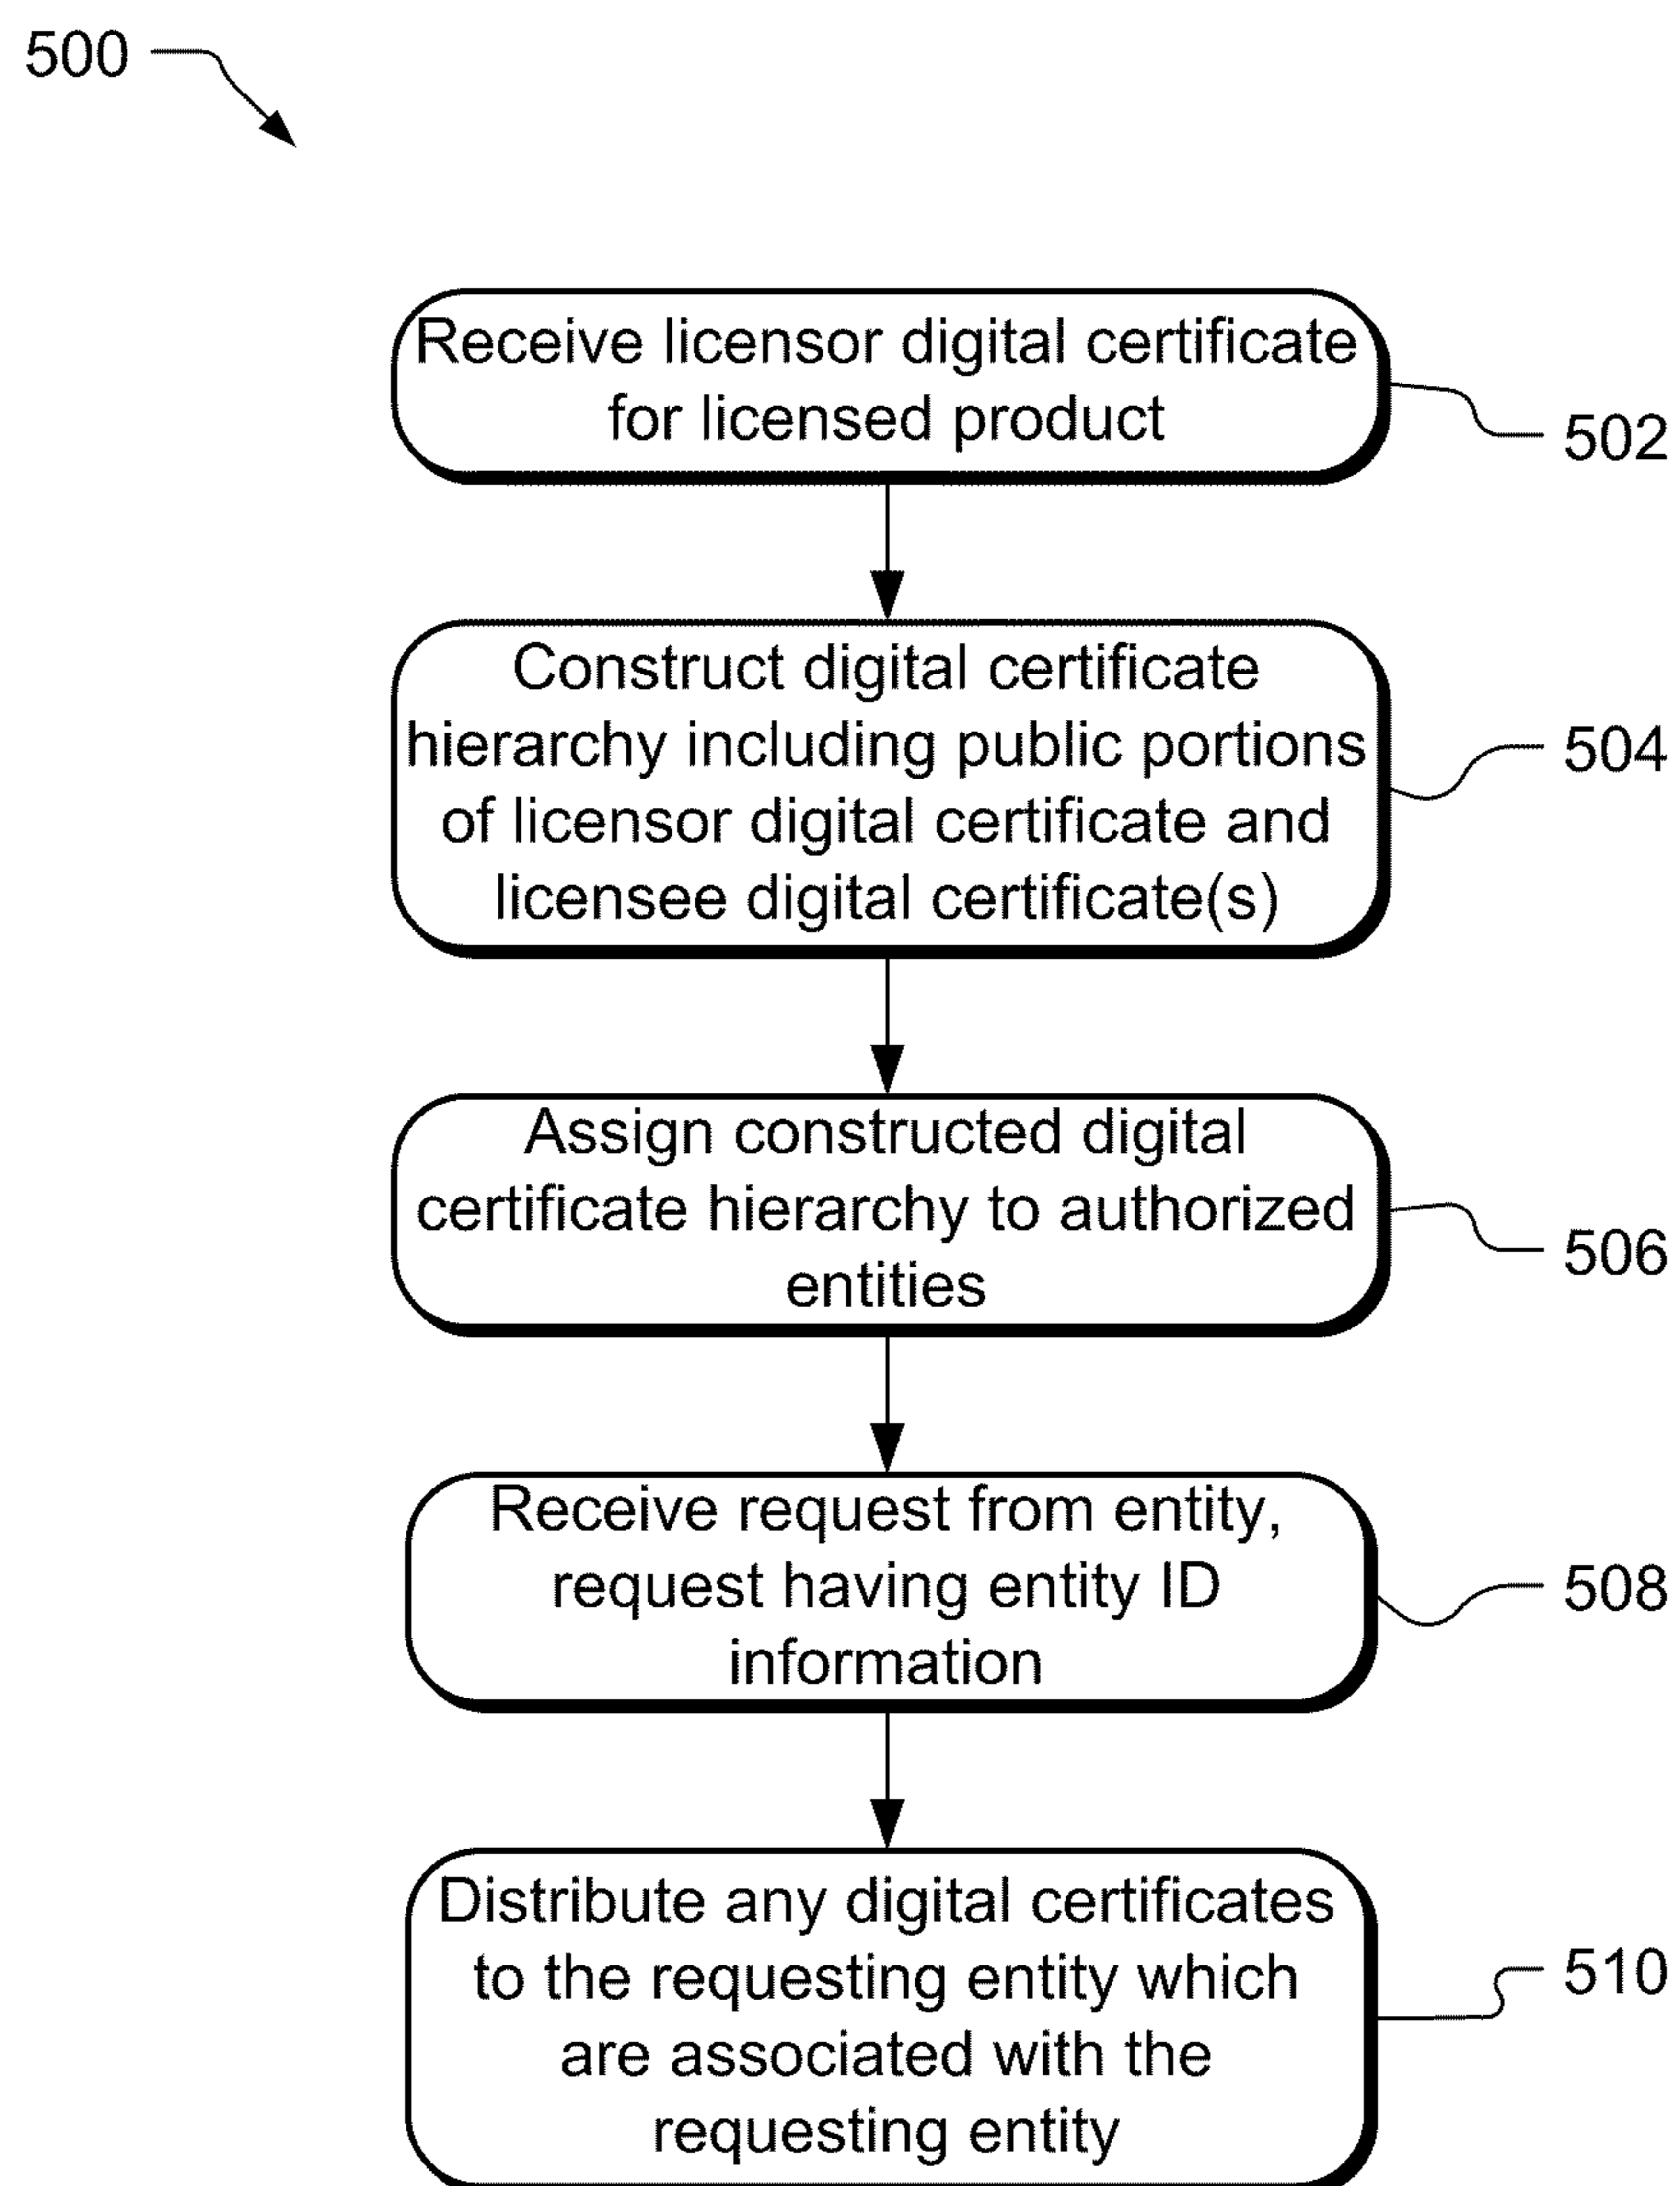 500
Receive licensor digital certificate
for licensed product
502
Construct digital certificate
hierarchy including public portions
of licensor digital certificate and
licensee digital certificate(s)
504
Assign constructed digital
certificate hierarchy to authorized
entities
506
Receive request from entity,
request having entity ID
information
508
Distribute any digital certificates
to the requesting entity which
are associated with the
requesting entity
510